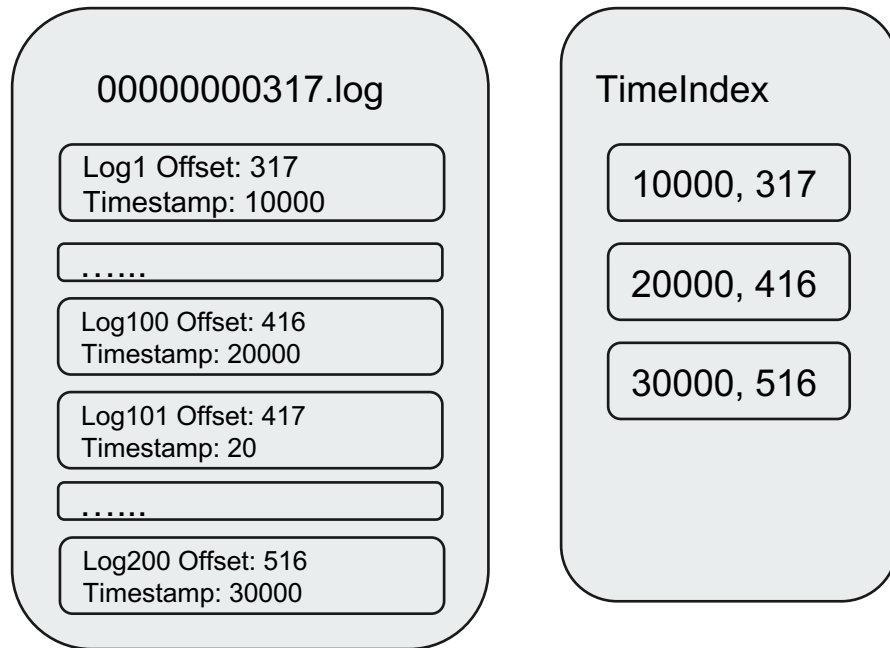 00000000317.log
Log1 Offset: 317
Timestamp: 10000
......
Log100 Offset: 416
Timestamp: 20000
Log101 Offset: 417
Timestamp: 20
......
Log200 Offset: 516
Timestamp: 30000
TimeIndex
10000, 317
20000, 416
30000, 516